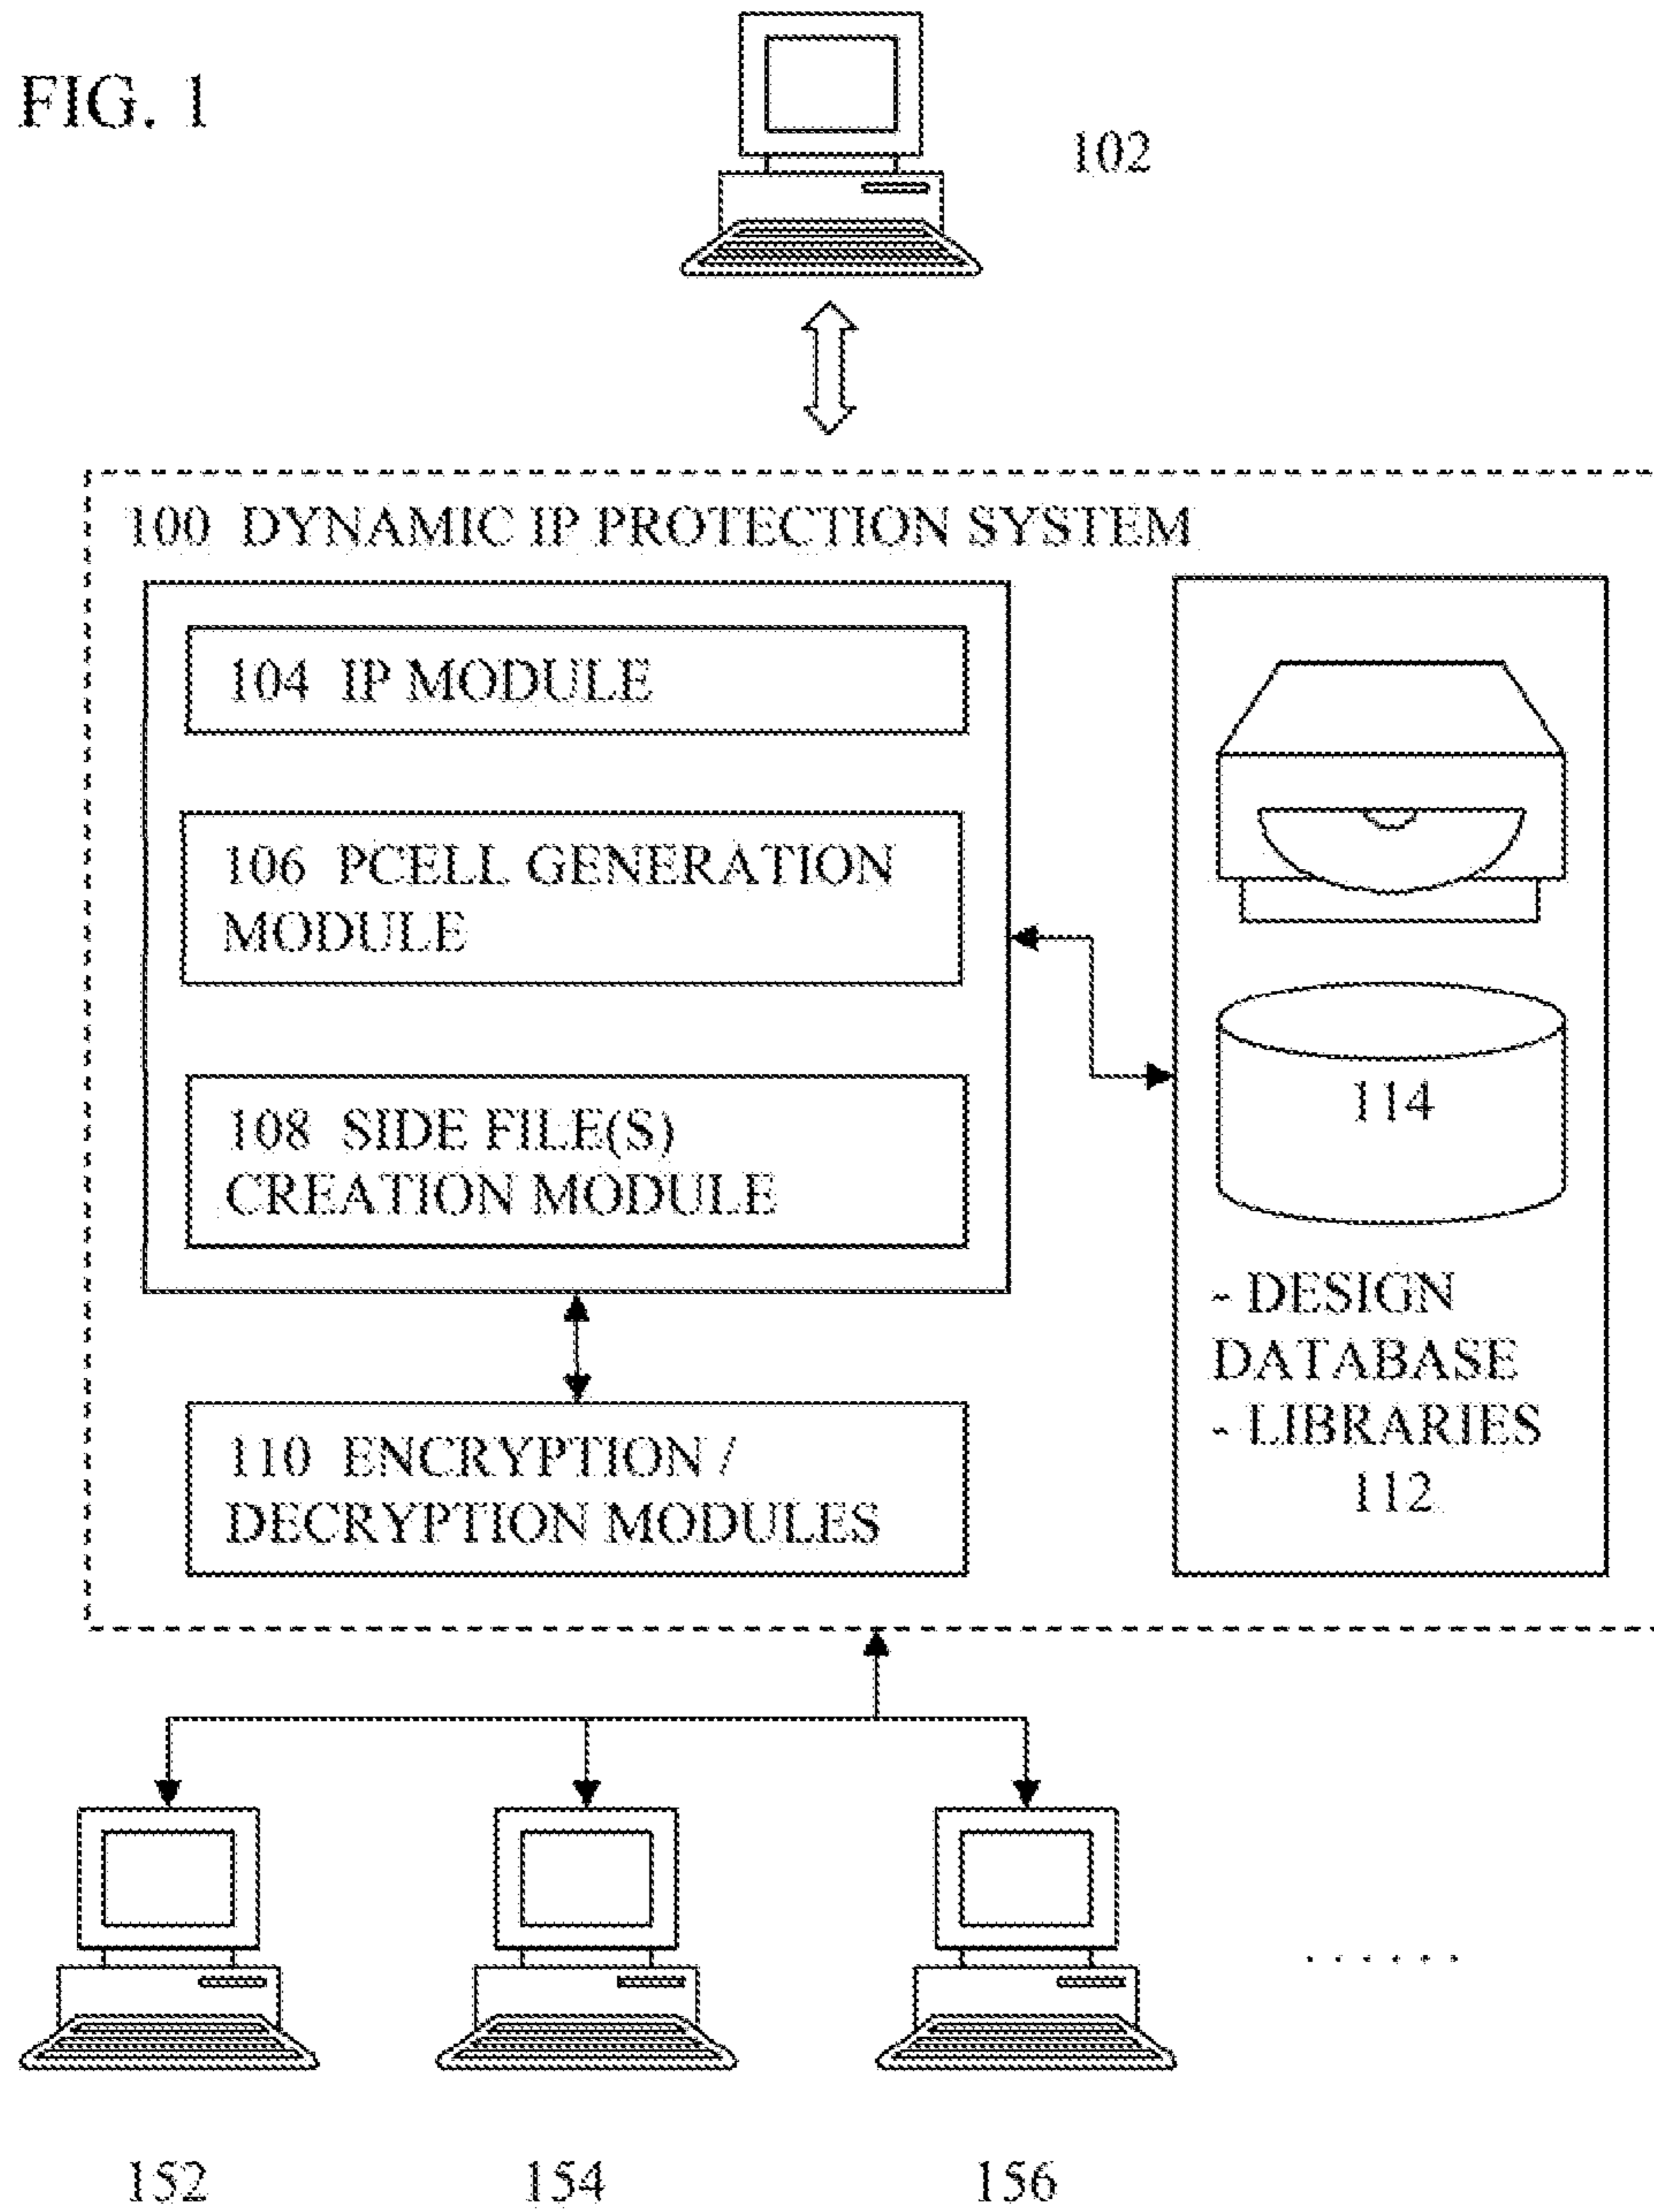 FIG. 1
102
100 DYNAMIC IP PROTECTION SYSTEM
104 IP MODULE
106 PCELL GENERATION
MODULE
108 SIDE FILE(S)
CREATION MODULE
110 ENCRYPTION /
DECRYPTION MODULES
114
- DESIGN
DATABASE
- LIBRARIES
112
......
152
154
156